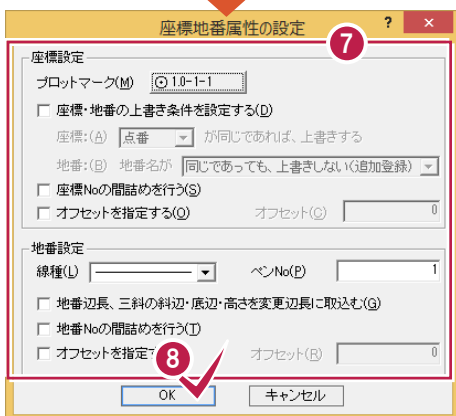 座標地番属性の設定 ? ×
7
座標設定
プロットマーク(M) 1.0-1-1
座標・地番の上書き条件を設定する(D)
座標:(A) 点番 が同じであれば、上書きする
地番:(B) 地番名が 同じであっても、上書きしない(追加登録)
座標Noの間詰めを行う(S)
オフセットを指定する(O) オフセット(C) 0
地番設定
線種(L) ペンNo(P) 1
地番辺長、三斜の斜辺・底辺・高さを変更辺長に取込む(G)
地番Noの間詰めを行う(T)
オフセットを指定 オフセット(R) 0
8
OK キャンセル